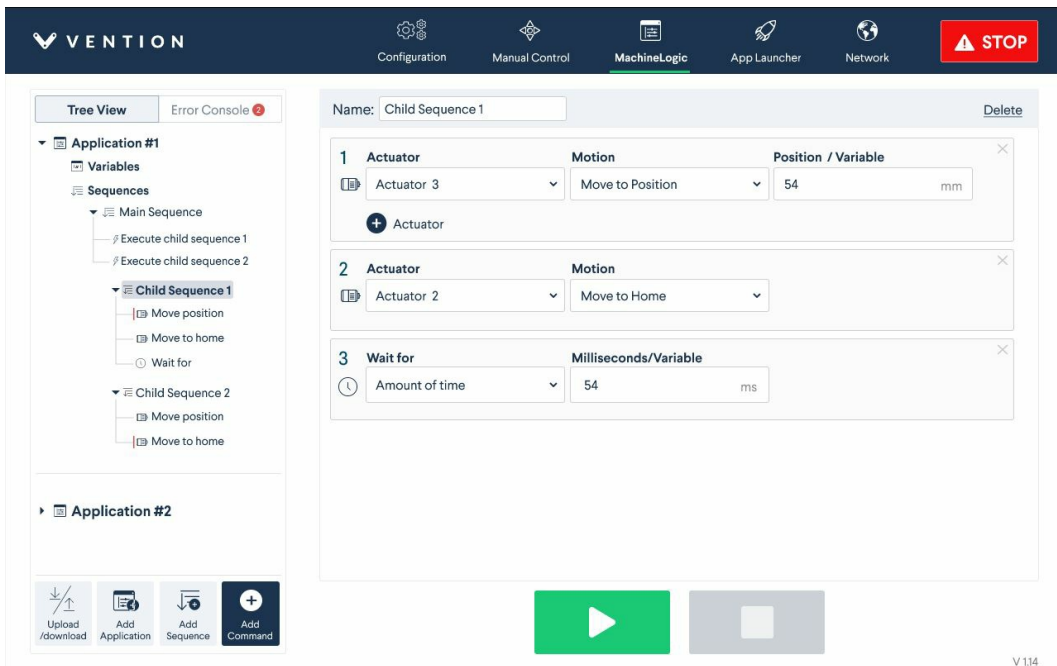 VENTION
Configuration
Manual Control
MachineLogic
App Launcher
Network
STOP
Tree View
Error Console 2
Application #1
Variables
Sequences
Main Sequence
Execute child sequence 1
Execute child sequence 2
Child Sequence 1
Move position
Move to home
Wait for
Child Sequence 2
Move position
Move to home
Application #2
Upload
/download
Add
Application
Add
Sequence
Add
Command
Name: Child Sequence 1
Delete
1 Actuator Motion Position / Variable
Actuator 3 Move to Position 54 mm
Actuator
2 Actuator Motion
Actuator 2 Move to Home
3 Wait for Milliseconds/Variable
Amount of time 54 ms
V 1.14